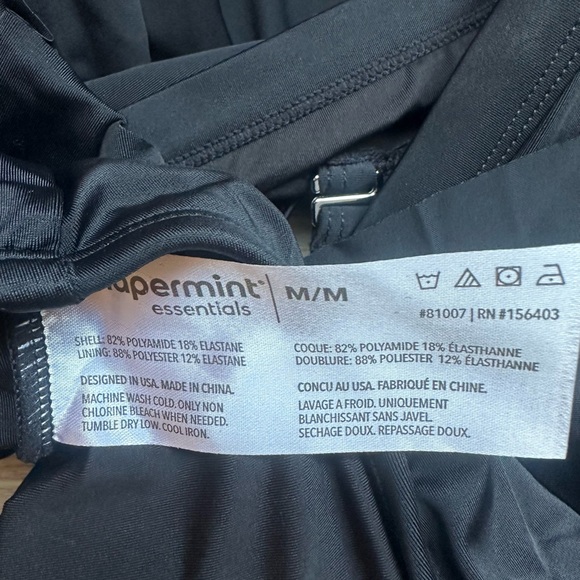 apermint® | M/M
essentials
#81007 | RN #156403
SHELL: 82% POLYAMIDE 18% ELASTANE
LINING: 88% POLYESTER 12% ELASTANE
DESIGNED IN USA. MADE IN CHINA.
MACHINE WASH COLD. ONLY NON
CHLORINE BLEACH WHEN NEEDED.
TUMBLE DRY LOW. COOL IRON.
COQUE: 82% POLYAMIDE 18% ÉLASTHANNE
DOUBLURE: 88% POLIESTER 12% ÉLASTHANNE
CONCU AU USA. FABRIQUÉ EN CHINE.
LAVAGE A FROID. UNIQUEMENT
BLANCHISSANT SANS JAVEL.
SECHAGE DOUX. REPASSAGE DOUX.